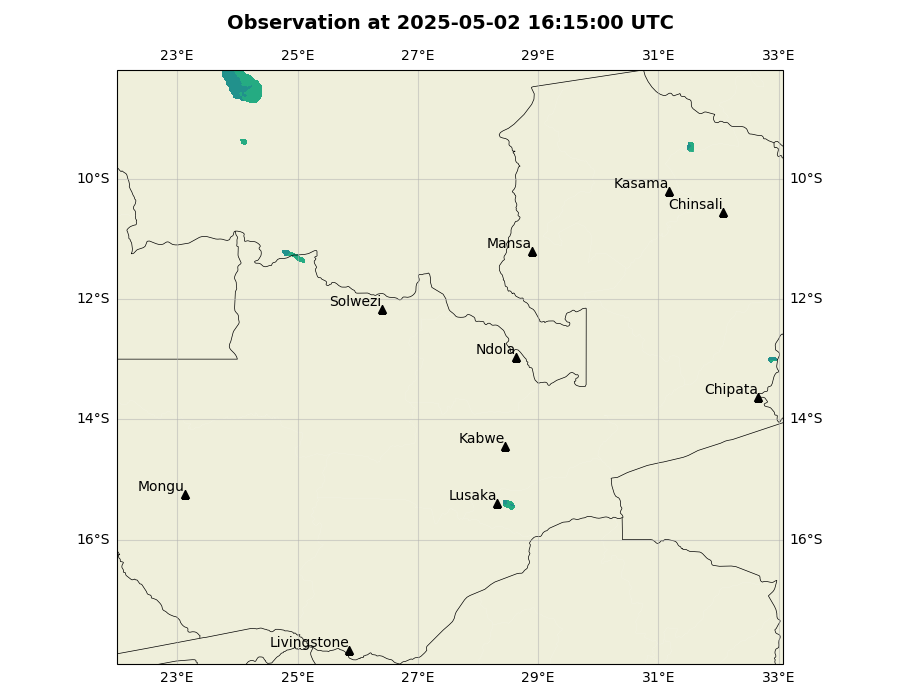 Observation at 2025-05-02 16:15:00 UTC
23°E 25°E 27°E 29°E 31°E 33°E
10°S 10°S
Kasama
Chinsali
Mansa
12°S 12°S
Solwezi
Ndola
Chipata
14°S 14°S
Kabwe
Mongu
Lusaka
16°S 16°S
Livingstone
23°E 25°E 27°E 29°E 31°E 33°E